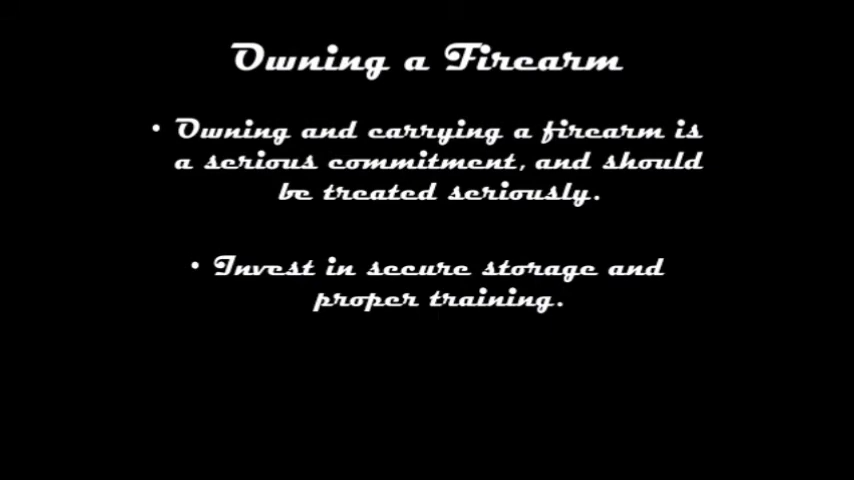 Owning a Firearm
• Owning and carrying a firearm is
a serious commitment, and should
be treated seriously.
• Invest in secure storage and
proper training.